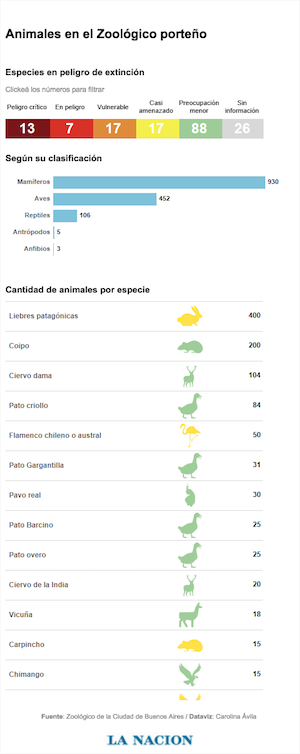 Animales en el Zoológico porteño
Especies en peligro de extinción
Clickeá los números para filtrar
Peligro crítico
En peligro
Vulnerable
Casi amenazado
Preocupación menor
Sin información
13 7 17 17 88 26
Según su clasificación
Mamíferos 930
Aves 452
Reptiles 106
Antrópodos 5
Anfibios 3
Cantidad de animales por especie
Liebres patagónicas 400
Coipo 200
Ciervo dama 104
Pato criollo 84
Flamenco chileno o austral 50
Pato Gargantilla 31
Pavo real 30
Pato Barcino 25
Pato overo 25
Ciervo de la India 20
Vicuña 18
Carpincho 15
Chimango 15
Fuente: Zoológico de la Ciudad de Buenos Aires / Dataviz: Carolina Ávila
LA NACION